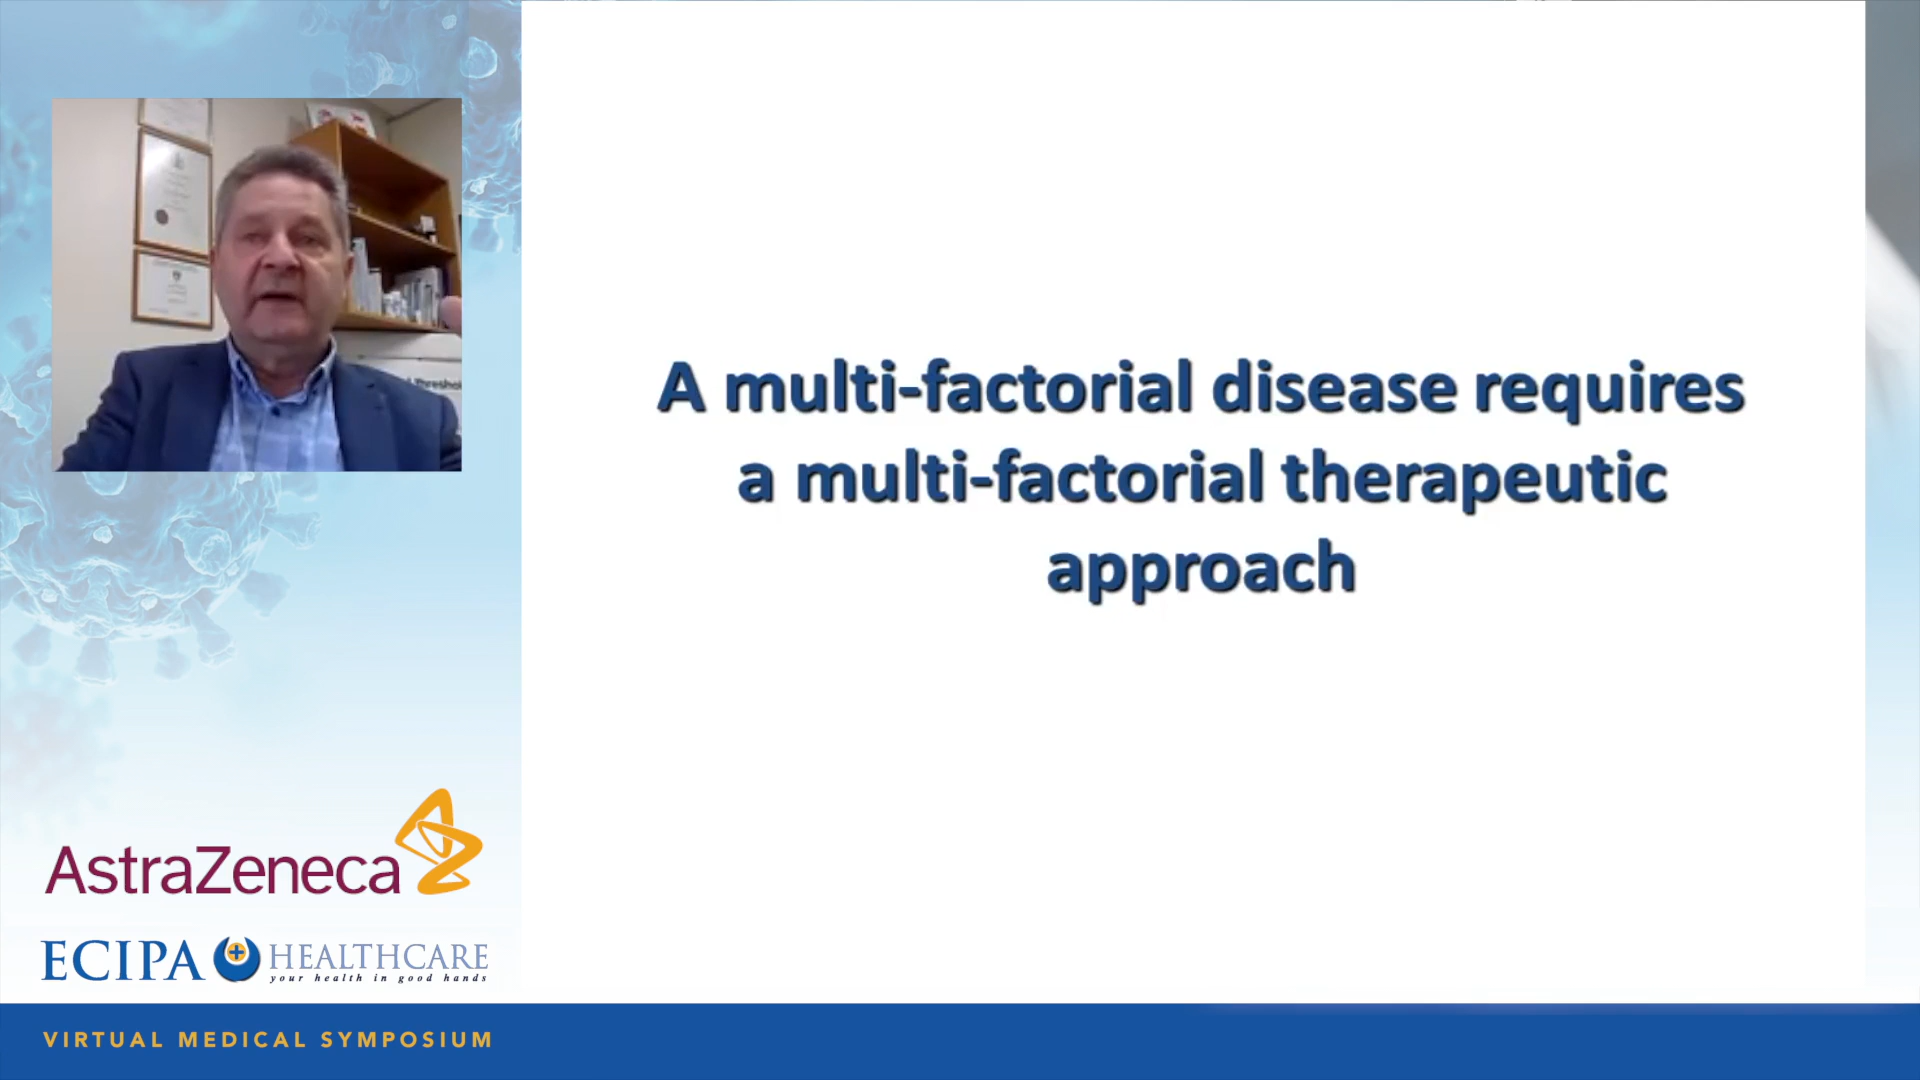 A multi-factorial disease requires
a multi-factorial therapeutic
approach
Threshol
AstraZeneca
ECIPA HEALTHCARE
your health in good hands
VIRTUAL MEDICAL SYMPOSIUM